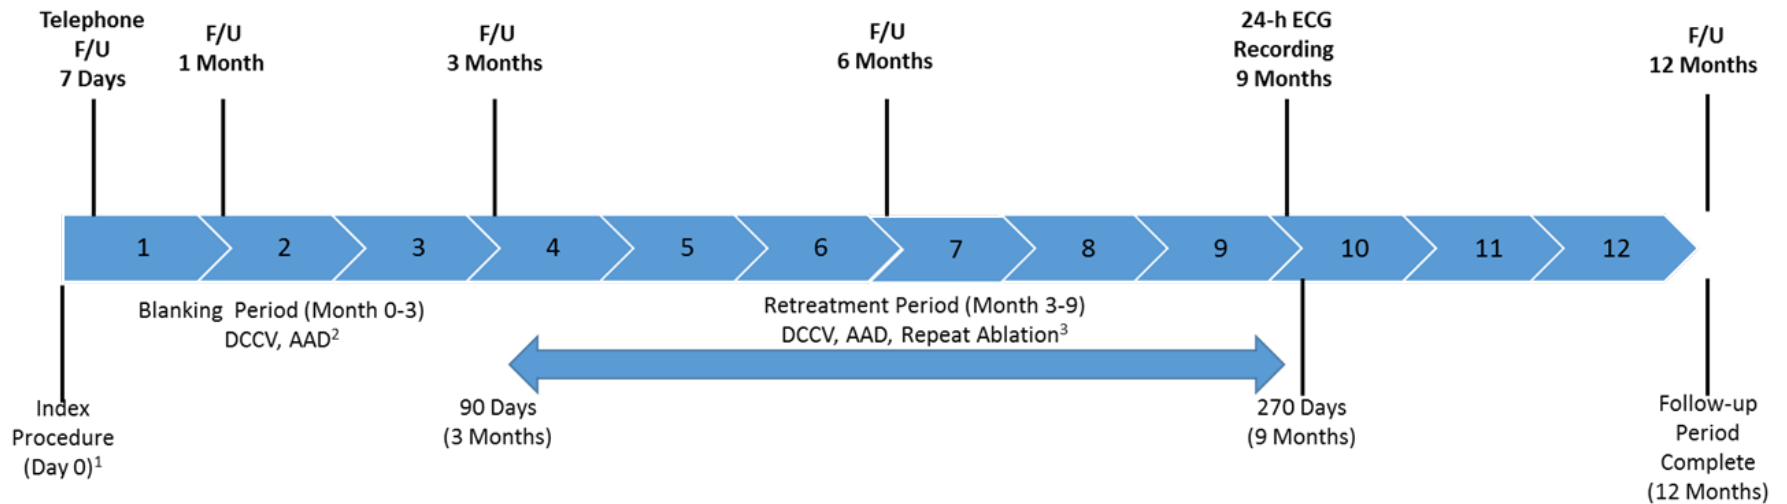 Telephone
F/U
7 Days
F/U
1 Month
F/U
3 Months
F/U
6 Months
24-h ECG
Recording
9 Months
F/U
12 Months
1
2
3
4
5
6
7
8
9
10
11
12
Blanking Period (Month 0-3)
DCCV, AAD²
Retreatment Period (Month 3-9)
DCCV, AAD, Repeat Ablation³
Index
Procedure
(Day 0)¹
90 Days
(3 Months)
270 Days
(9 Months)
Follow-up
Period
Complete
(12 Months)